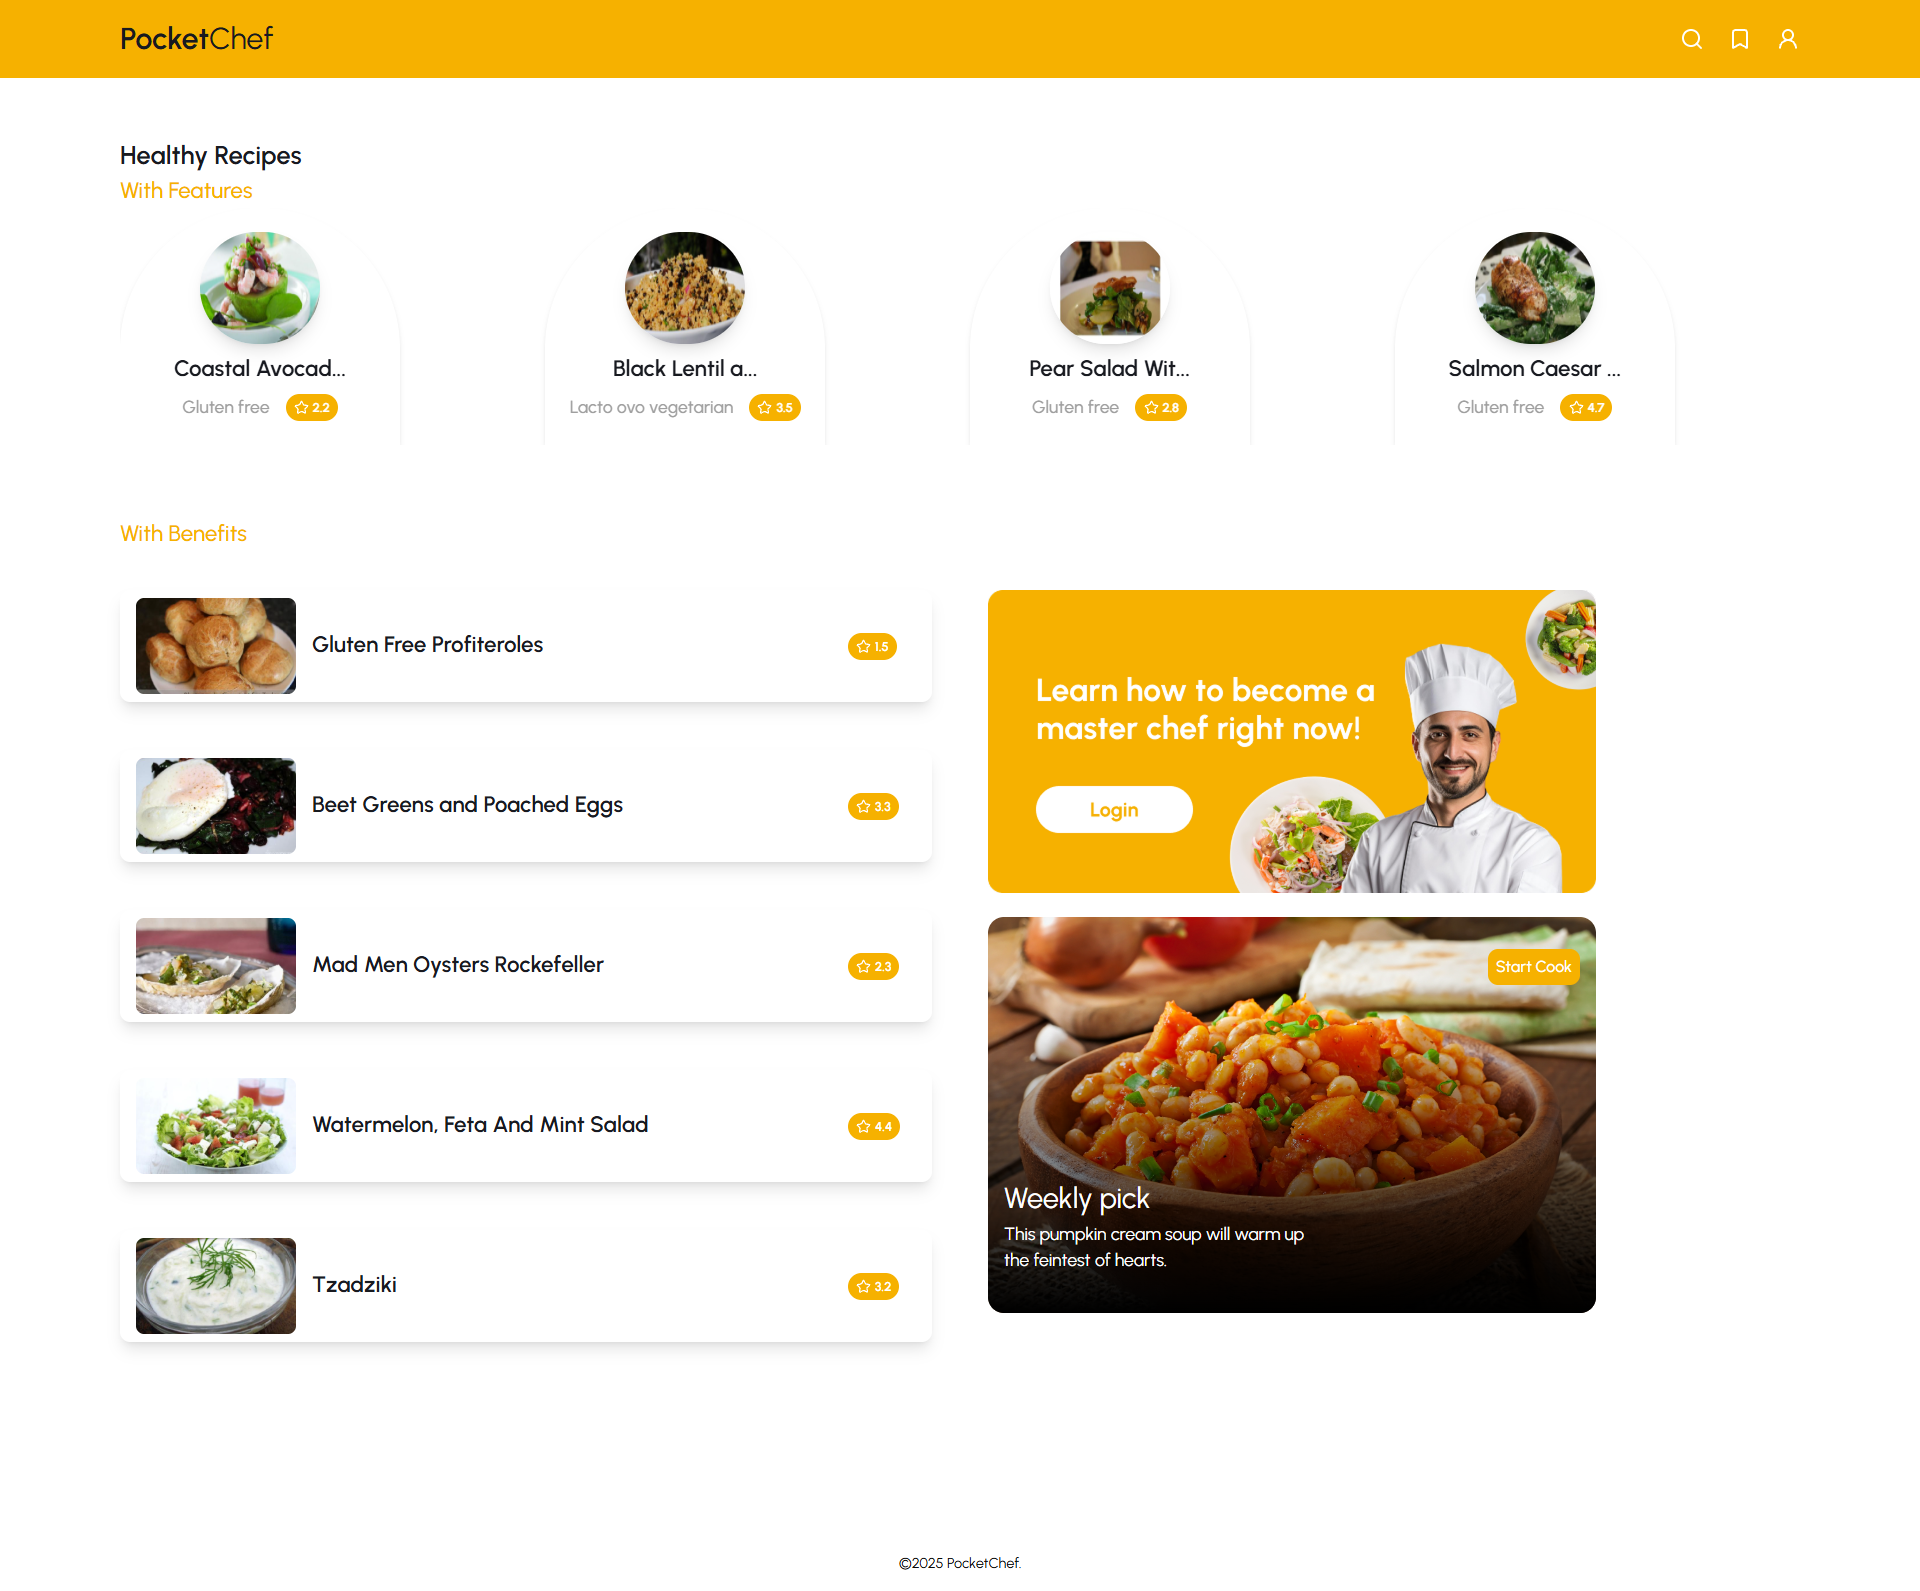 PocketChef
Healthy Recipes
With Features
Coastal Avocad...
Gluten free 2.2
Black Lentil a...
Lacto ovo vegetarian 3.5
Pear Salad Wit...
Gluten free 2.8
Salmon Caesar ...
Gluten free 4.7
With Benefits
Gluten Free Profiteroles 1.5
Beet Greens and Poached Eggs 3.3
Mad Men Oysters Rockefeller 2.3
Watermelon, Feta And Mint Salad 4.4
Tzadziki 3.2
Learn how to become a
master chef right now!
Login
Start Cook
Weekly pick
This pumpkin cream soup will warm up
the feintest of hearts.
©2025 PocketChef.